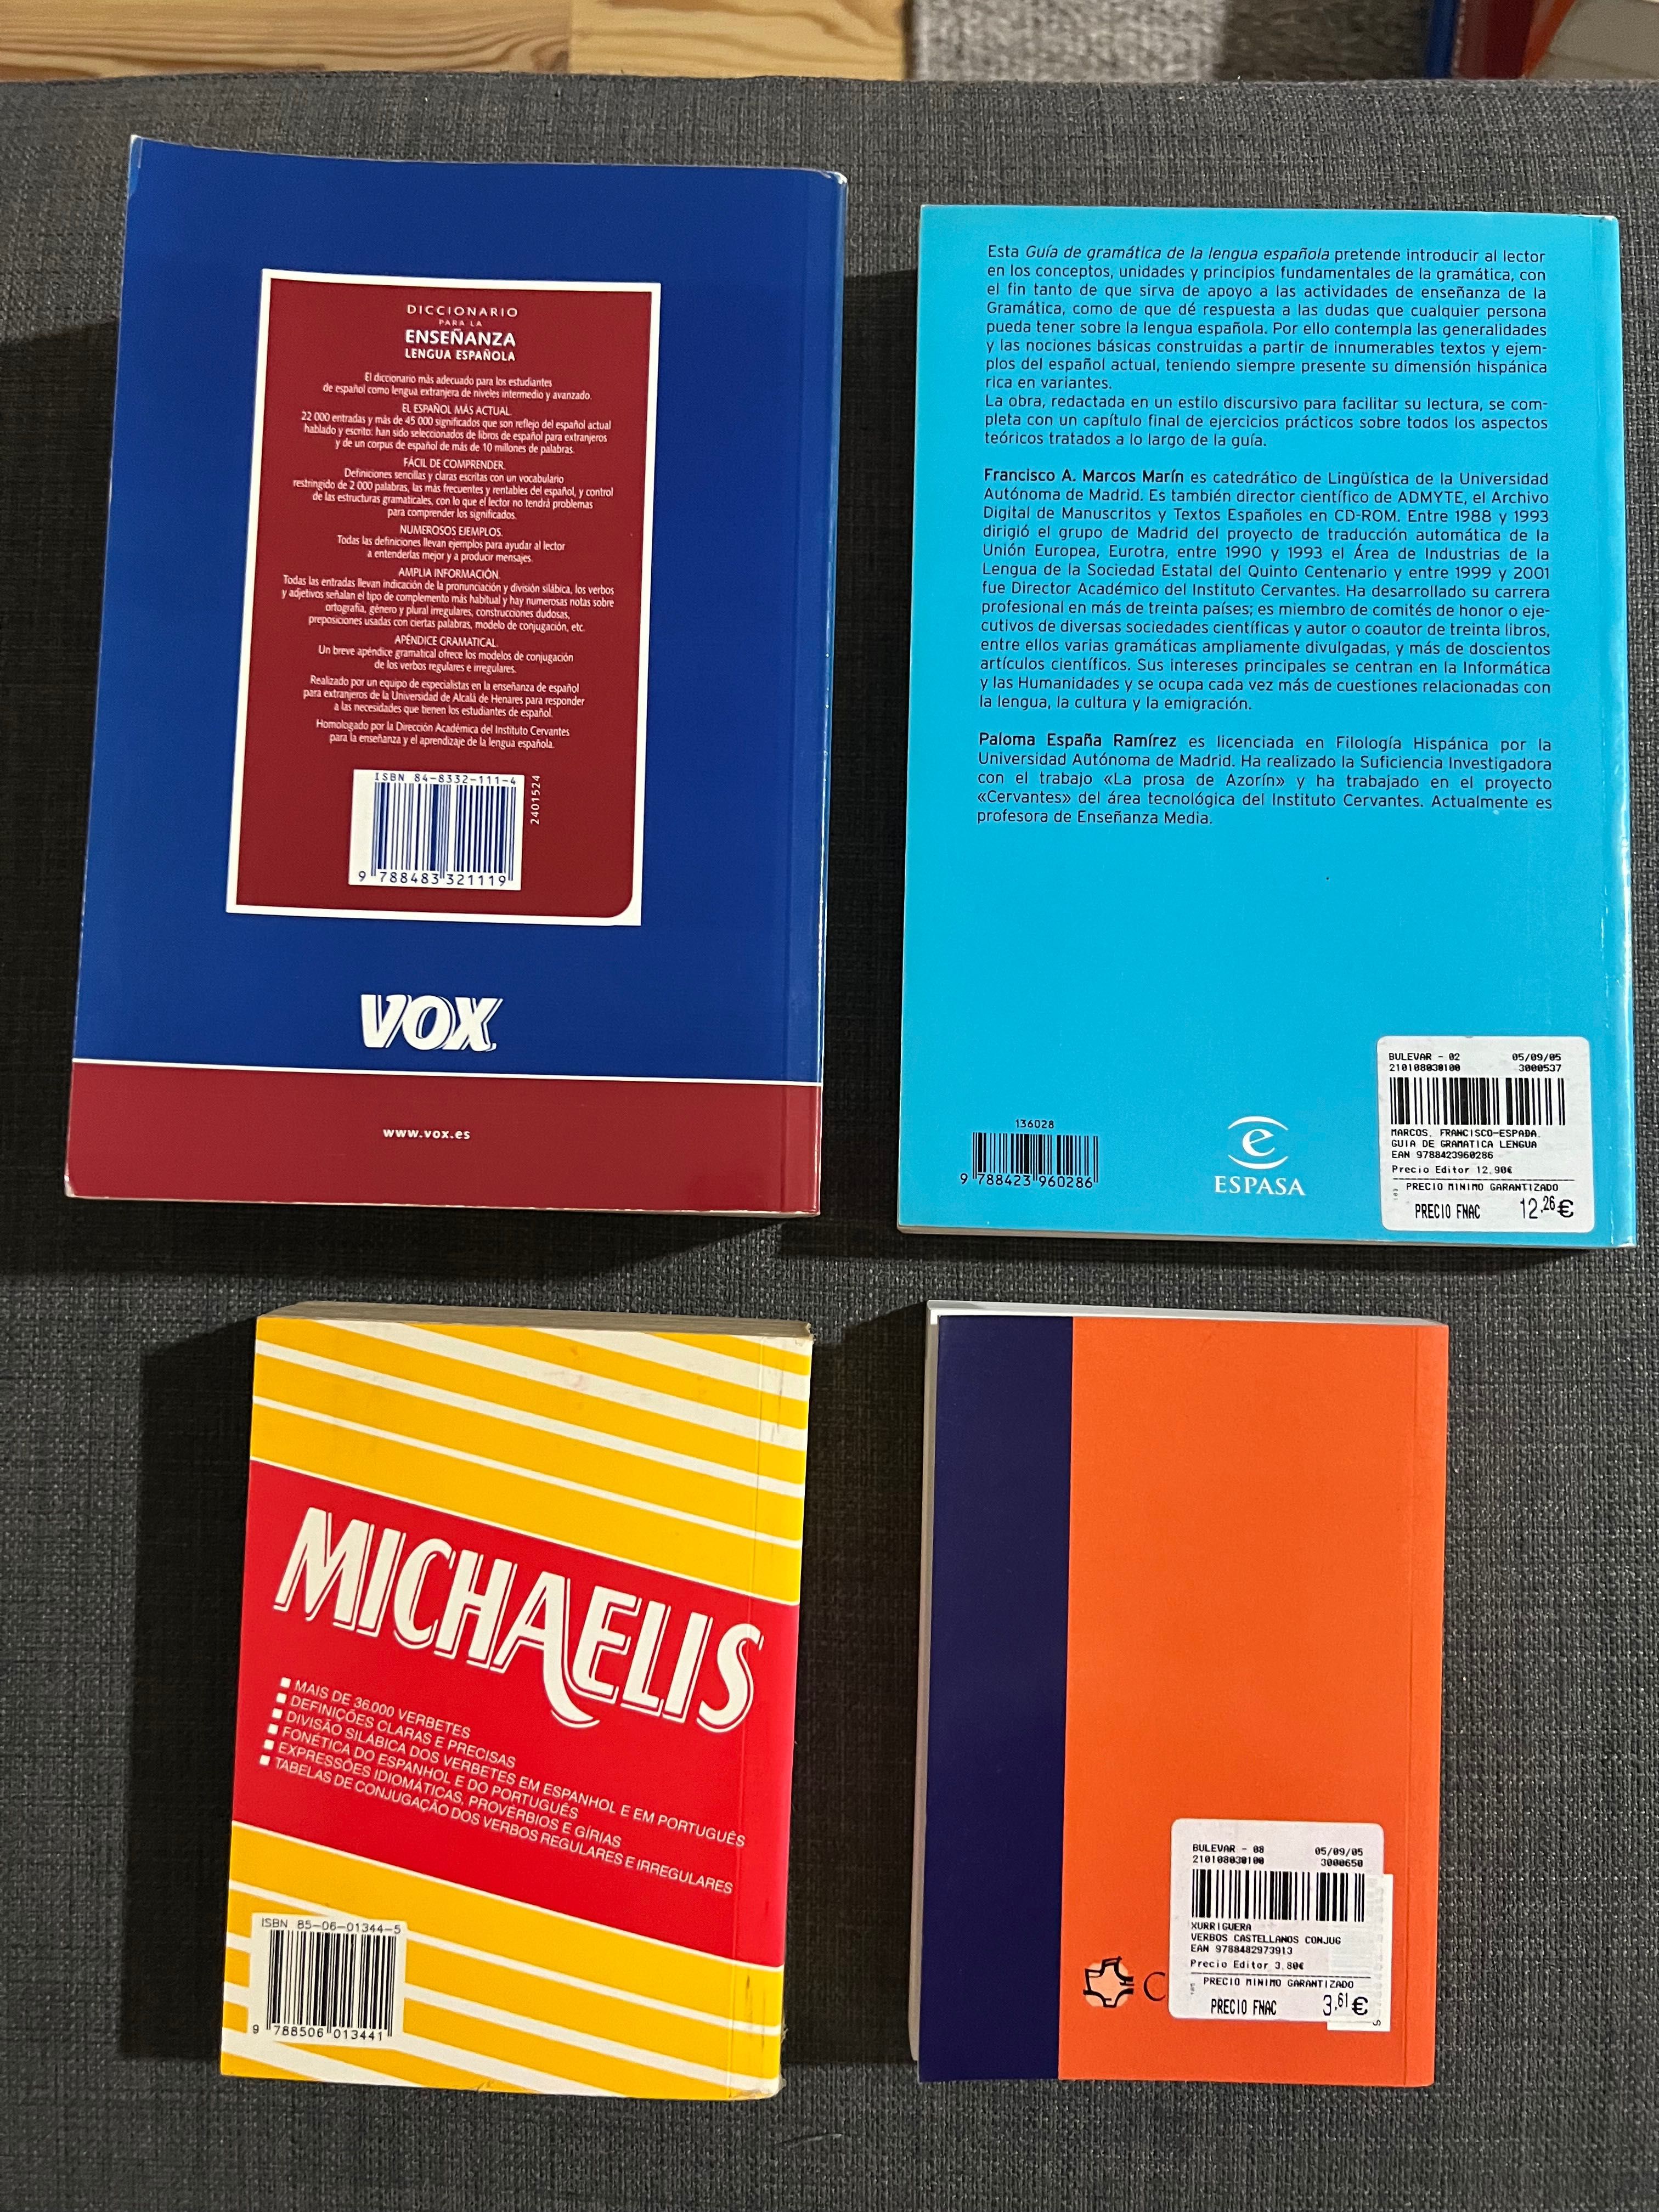 DICCIONARIO
PARA LA
ENSEÑANZA
LENGUA ESPAÑOLA
El diccionario más adecuado para los estudiantes
de español como lengua extranjera de niveles intermedio y avanzado.
EL ESPAÑOL MÁS ACTUAL.
22 000 entradas y más de 45 000 significados que son reflejo del español actual
hablado y escrito: han sido seleccionados de libros de español para extranjeros
y de un corpus de español de más de 10 millones de palabras.
FÁCIL DE COMPRENDER.
Definiciones sencillas y claras escritas con un vocabulario
restringido de 2 000 palabras, las más frecuentes y rentables del español, y control
de las estructuras gramaticales, con lo que el lector no tendrá problemas
para comprender los significados.
NUMEROSOS EJEMPLOS.
Todas las definiciones llevan ejemplos para ayudar al lector
a entenderlas mejor y a producir mensajes.
AMPLIA INFORMACIÓN.
Todas las entradas llevan indicación de la pronunciación y división silábica, los verbos
y adjetivos señalan el tipo de complemento más habitual y hay numerosas notas sobre
ortografía, género y plural irregulares, construcciones dudosas,
preposiciones usadas con ciertas palabras, modelo de conjugación, etc.
APÉNDICE GRAMATICAL.
Un breve apéndice gramatical ofrece los modelos de conjugación
de los verbos regulares e irregulares.
Realizado por un equipo de especialistas en la enseñanza de español
para extranjeros de la Universidad de Alcalá de Henares para responder
a las necesidades que tienen los estudiantes de español.
Homologado por la Dirección Académica del Instituto Cervantes
para la enseñanza y el aprendizaje de la lengua española.
ISBN 84-8332-111-4
2401524
9 788483 321119
VOX
www.vox.es
Esta Guía de gramática de la lengua española pretende introducir al lector
en los conceptos, unidades y principios fundamentales de la gramática, con
el fin tanto de que sirva de apoyo a las actividades de enseñanza de la
Gramática, como de que dé respuesta a las dudas que cualquier persona
pueda tener sobre la lengua española. Por ello contempla las generalidades
y las nociones básicas construidas a partir de innumerables textos y ejem-
plos del español actual, teniendo siempre presente su dimensión hispánica
rica en variantes.
La obra, redactada en un estilo discursivo para facilitar su lectura, se com-
pleta con un capítulo final de ejercicios prácticos sobre todos los aspectos
teóricos tratados a lo largo de la guía.
Francisco A. Marcos Marín es catedrático de Lingüística de la Universidad
Autónoma de Madrid. Es también director científico de ADMYTE, el Archivo
Digital de Manuscritos y Textos Españoles en CD-ROM. Entre 1988 y 1993
dirigió el grupo de Madrid del proyecto de traducción automática de la
Unión Europea, Eurotra, entre 1990 y 1993 el Área de Industrias de la
Lengua de la Sociedad Estatal del Quinto Centenario y entre 1999 y 2001
fue Director Académico del Instituto Cervantes. Ha desarrollado su carrera
profesional en más de treinta países; es miembro de comités de honor o eje-
cutivos de diversas sociedades científicas y autor o coautor de treinta libros,
entre ellos varias gramáticas ampliamente divulgadas, y más de doscientos
artículos científicos. Sus intereses principales se centran en la Informática
y las Humanidades y se ocupa cada vez más de cuestiones relacionadas con
la lengua, la cultura y la emigración.
Paloma España Ramírez es licenciada en Filología Hispánica por la
Universidad Autónoma de Madrid. Ha realizado la Suficiencia Investigadora
con el trabajo «La prosa de Azorín» y ha trabajado en el proyecto
«Cervantes» del área tecnológica del Instituto Cervantes. Actualmente es
profesora de Enseñanza Media.
136028
9 788423 960286
e
ESPASA
BULEVAR - 02 05/09/05
210108030100 3000537
MARCOS, FRANCISCO-ESPAÐA,
GUIA DE GRAMATICA LENGUA
EAN 9788423960286
Precio Editor 12.90€
PRECIO MINIMO GARANTIZADO
PRECIO FNAC 12.26€
MICHAELIS
MAIS DE 36.000 VERBETES
DEFINIÇÕES CLARAS E PRECISAS
DIVISÃO SILÁBICA DOS VERBETES EM ESPANHOL E EM PORTUGUÊS
FONÉTICA DO ESPANHOL E DO PORTUGUÊS
EXPRESSÕES IDIOMÁTICAS, PROVÉRBIOS E GÍRIAS
TABELAS DE CONJUGAÇÃO DOS VERBOS REGULARES E IRREGULARES
ISBN 85-06-01344-5
9 788506 013441
BULEVAR - 08 05/09/05
210108030100 3000650
XURRIGUERA
VERBOS CASTELLANOS CONJUG
EAN 9788482973913
Precio Editor 3.80€
PRECIO MINIMO GARANTIZADO
PRECIO FNAC 3.61€
C